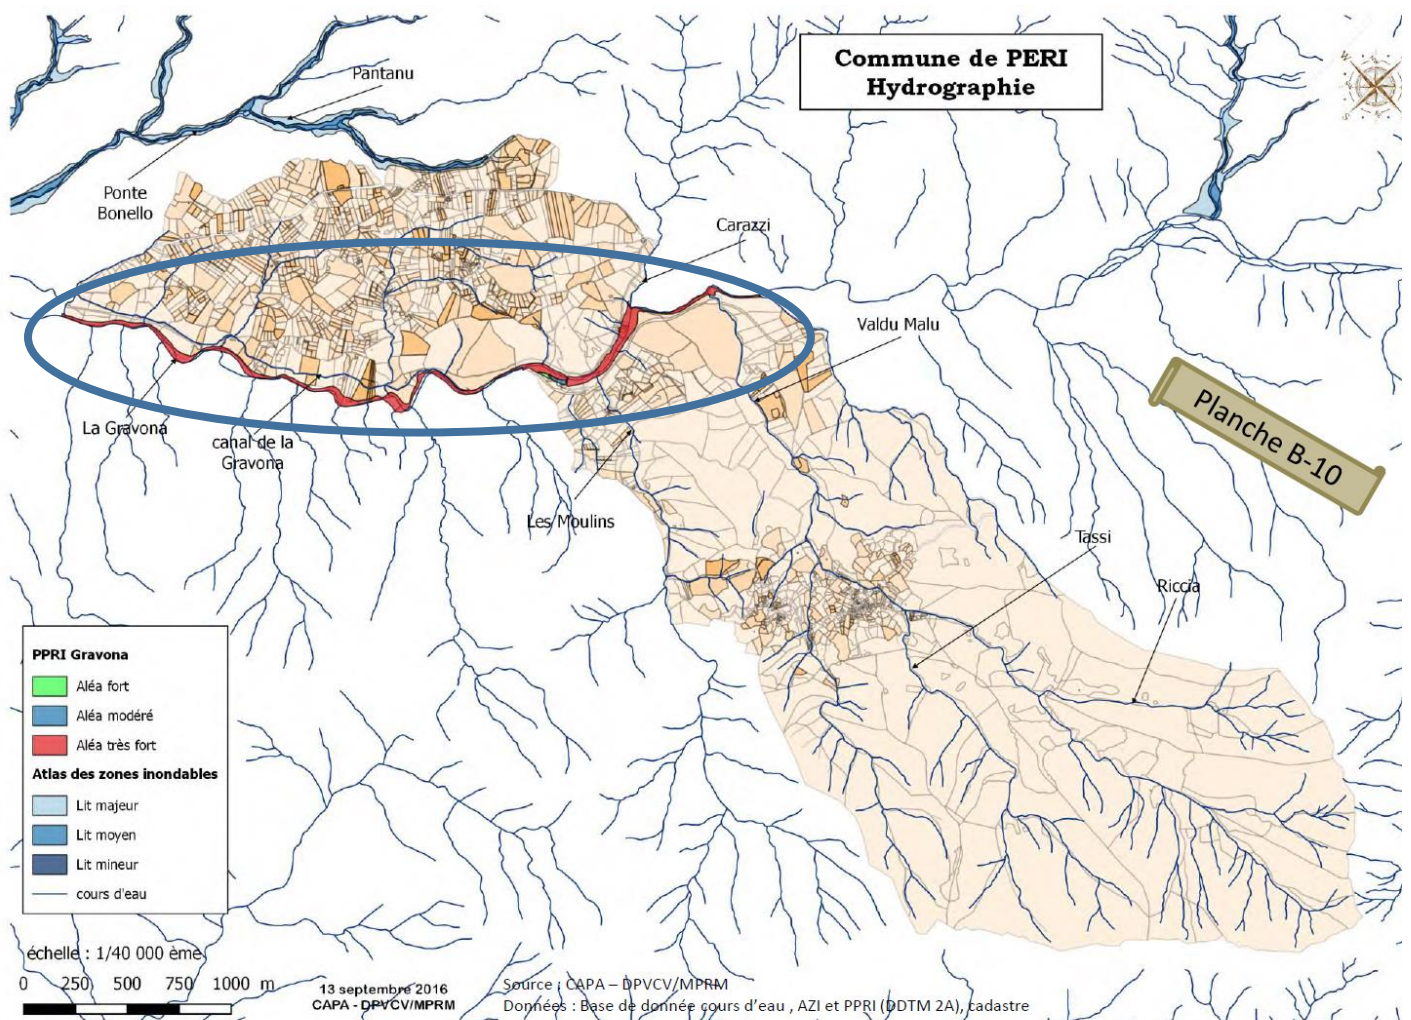 Commune de PERI
Hydrographie
Pantanu
Ponte
Bonello
Carazzi
Valdu Malu
Planche B-10
La Gravona
canal de la
Gravona
Les Moulins
Tassi
Riccia
PPRI Gravona
Aléa fort
Aléa modéré
Aléa très fort
Atlas des zones inondables
Lit majeur
Lit moyen
Lit mineur
cours d'eau
échelle : 1/40 000 ème
0 250 500 750 1000 m
13 septembre 2016
CAPA - DPVCV/MPRM
Source : CAPA – DPVCV/MPRM
Données : Base de donnée cours d'eau , AZI et PPRI (DDTM 2A), cadastre